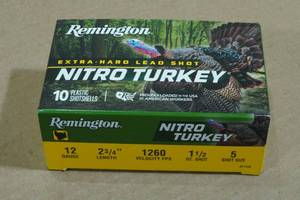 Remington
EXTRA-HARD LEAD SHOT
NITRO TURKEY
10 PLASTIC SHOTSHELLS
PROUDLY LOADED IN THE USA
BY AMERICAN WORKERS
Remington
NITRO TURKEY
12 2 3/4" 1260 1 1/2 5
GAUGE LENGTH VELOCITY FPS OZ. SHOT SHOT SIZE